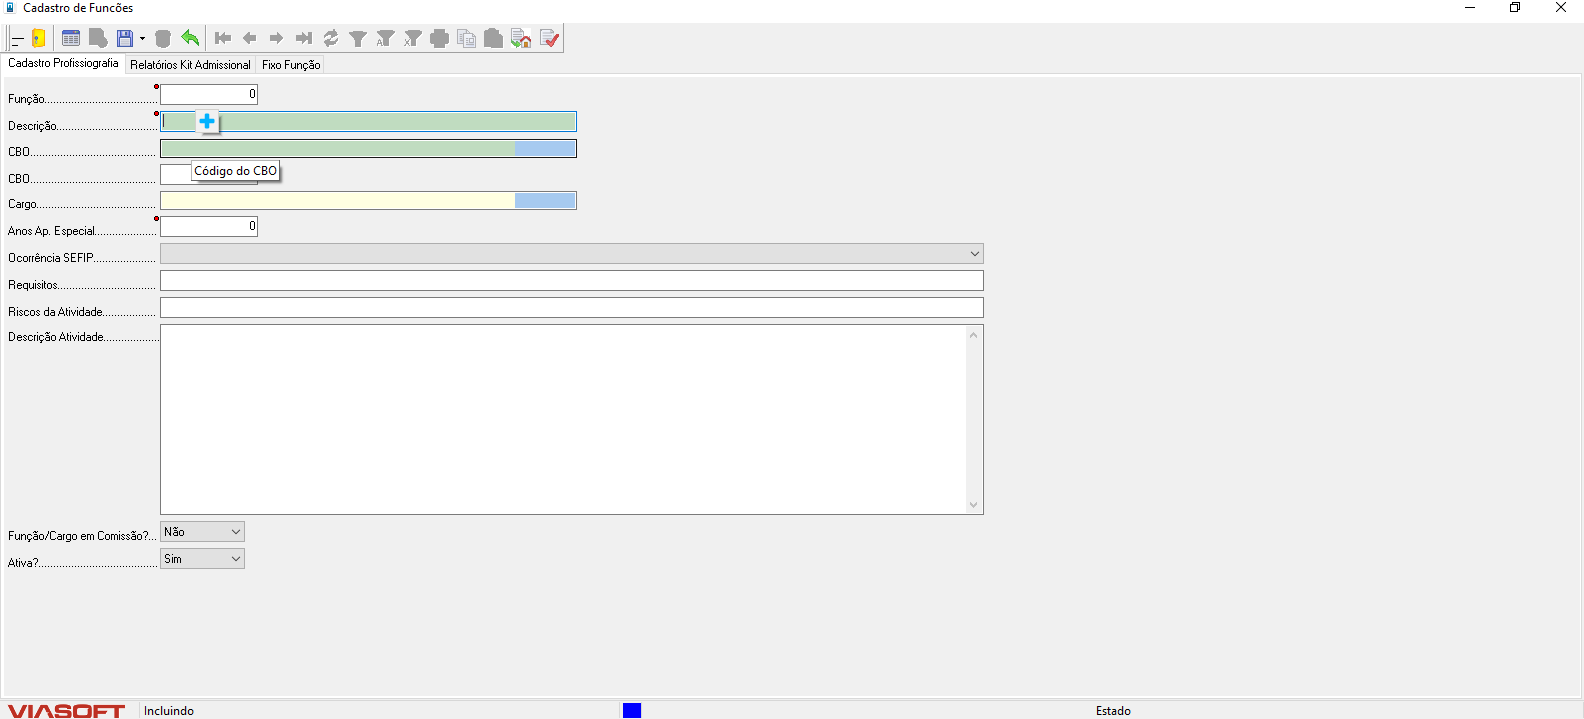 Cadastro de Funcões
Cadastro Profissiografia Relatórios Kit Admissional Fixo Função
Função..................................... 0
Descrição.................................
CBO..........................................
Código do CBO
CBO..........................................
Cargo........................................
Anos Ap. Especial.................... 0
Ocorrência SEFIP.....................
Requisitos.................................
Riscos da Atividade..................
Descrição Atividade...................
Função/Cargo em Comissão?... Não
Ativa?........................................ Sim
VIASOFT Incluindo Estado